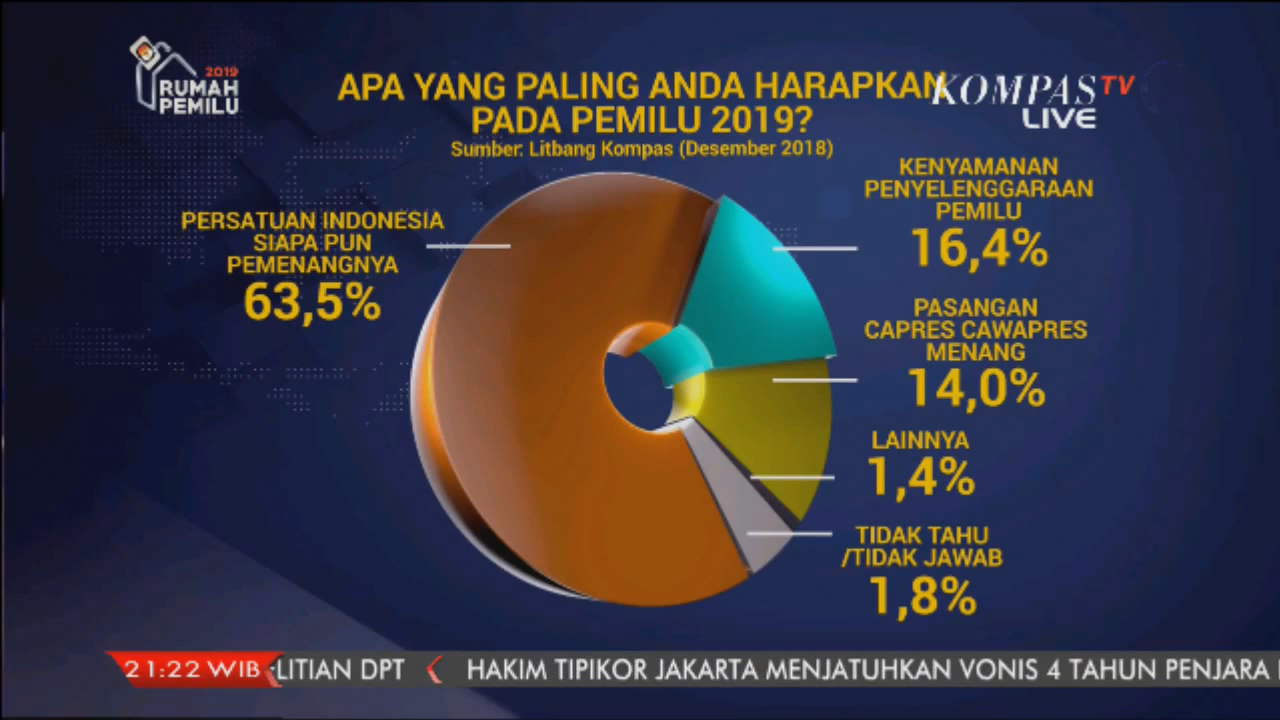 2019
RUMAH
PEMILU
APA YANG PALING ANDA HARAPKAN
PADA PEMILU 2019?
Sumber: Litbang Kompas (Desember 2018)
KOMPAS TV
LIVE
PERSATUAN INDONESIA
SIAPA PUN
PEMENANGNYA
63,5%
KENYAMANAN
PENYELENGGARAAN
PEMILU
16,4%
PASANGAN
CAPRES CAWAPRES
MENANG
14,0%
LAINNYA
1,4%
TIDAK TAHU
/TIDAK JAWAB
1,8%
21:22 WIB LITIAN DPT HAKIM TIPIKOR JAKARTA MENJATUHKAN VONIS 4 TAHUN PENJARA